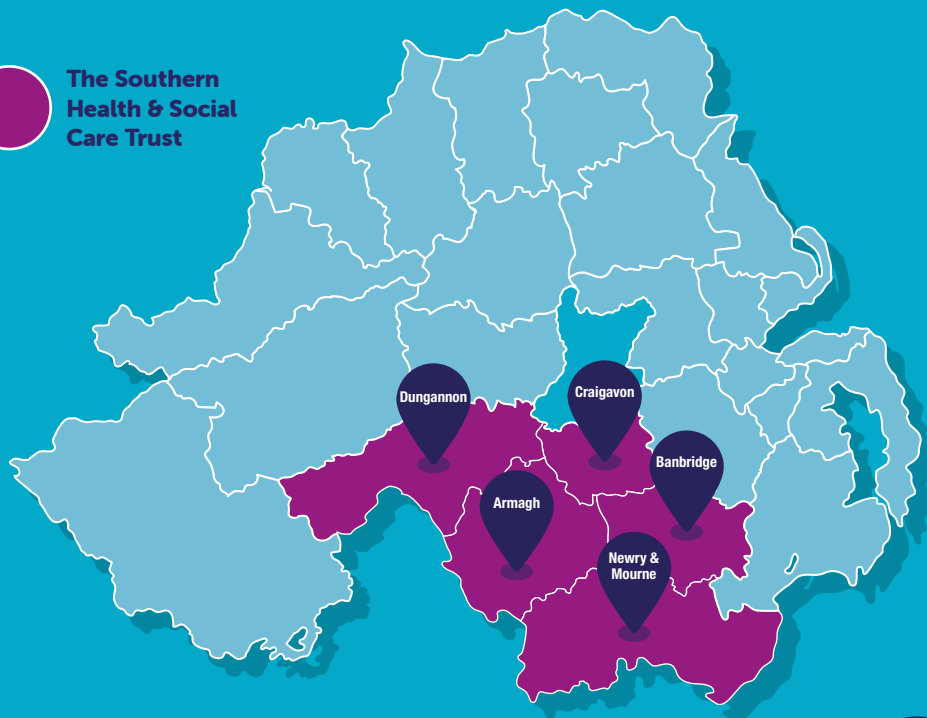 The Southern
Health & Social
Care Trust
Dungannon
Craigavon
Banbridge
Armagh
Newry &
Mourne